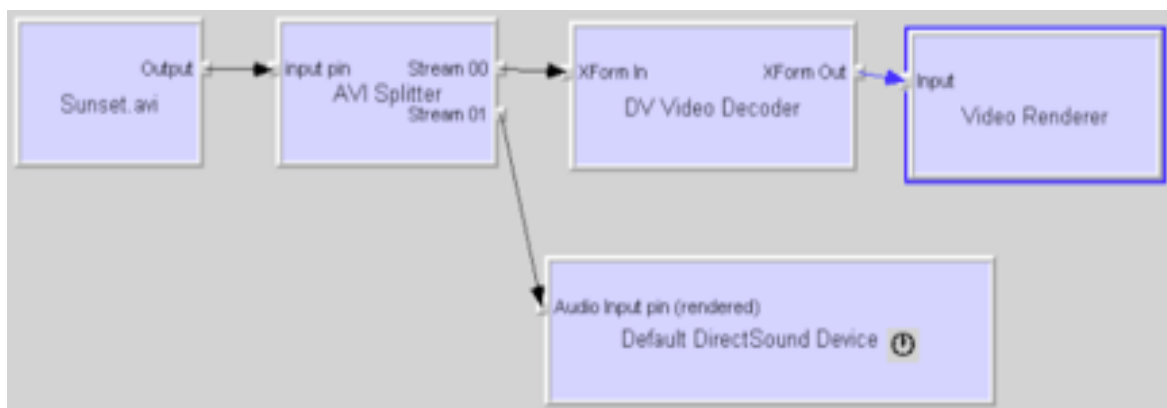 Output
Sunset.avi
input pin
Stream 00
AVI Splitter
Stream 01
XForm In
XForm Out
DV Video Decoder
Input
Video Renderer
Audio Input pin (rendered)
Default DirectSound Device